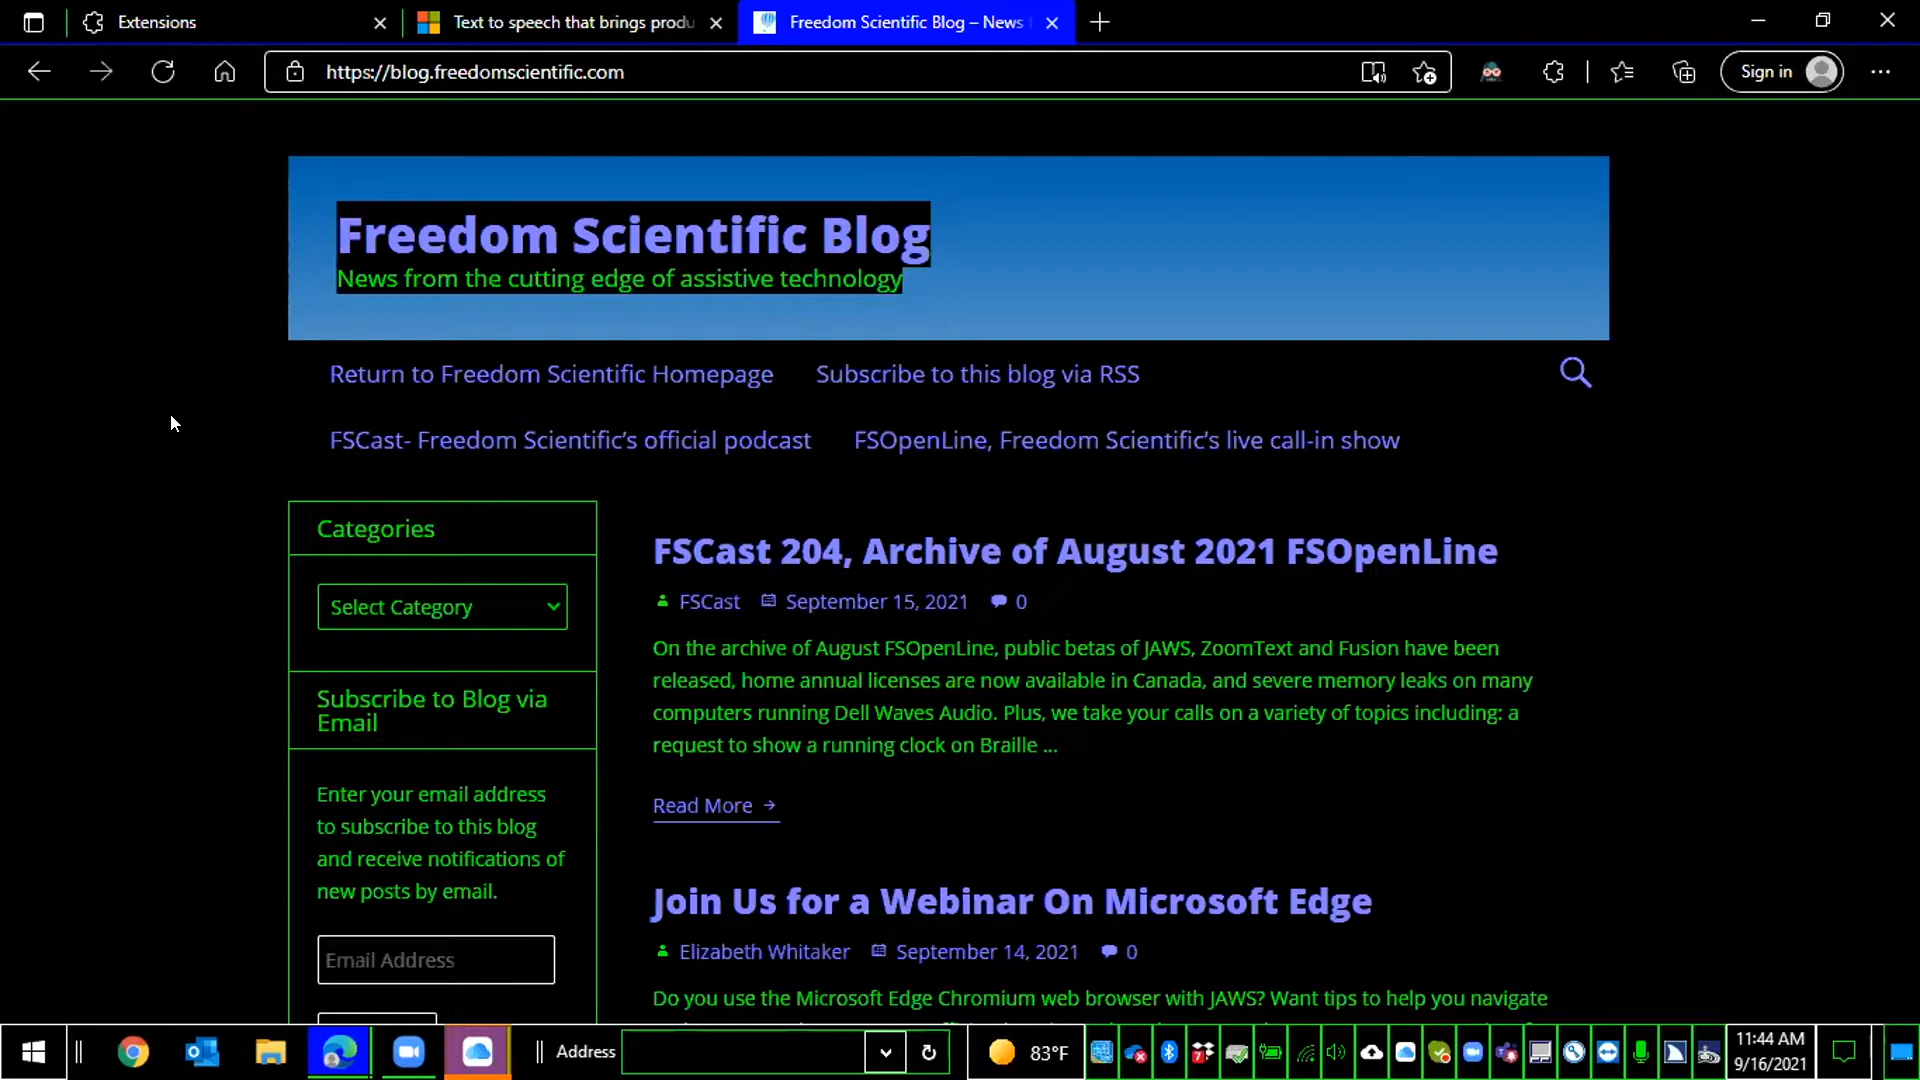 Extensions
Text to speech that brings produ
Freedom Scientific Blog – News
https://blog.freedomscientific.com
Sign in
Freedom Scientific Blog
News from the cutting edge of assistive technology
Return to Freedom Scientific Homepage
Subscribe to this blog via RSS
FSCast- Freedom Scientific’s official podcast
FSOpenLine, Freedom Scientific’s live call-in show
Categories
Select Category
Subscribe to Blog via
Email
Enter your email address
to subscribe to this blog
and receive notifications of
new posts by email.
Email Address
FSCast 204, Archive of August 2021 FSOpenLine
FSCast September 15, 2021 0
On the archive of August FSOpenLine, public betas of JAWS, ZoomText and Fusion have been
released, home annual licenses are now available in Canada, and severe memory leaks on many
computers running Dell Waves Audio. Plus, we take your calls on a variety of topics including: a
request to show a running clock on Braille ...
Read More →
Join Us for a Webinar On Microsoft Edge
Elizabeth Whitaker September 14, 2021 0
Do you use the Microsoft Edge Chromium web browser with JAWS? Want tips to help you navigate
Address
83°F
11:44 AM
9/16/2021